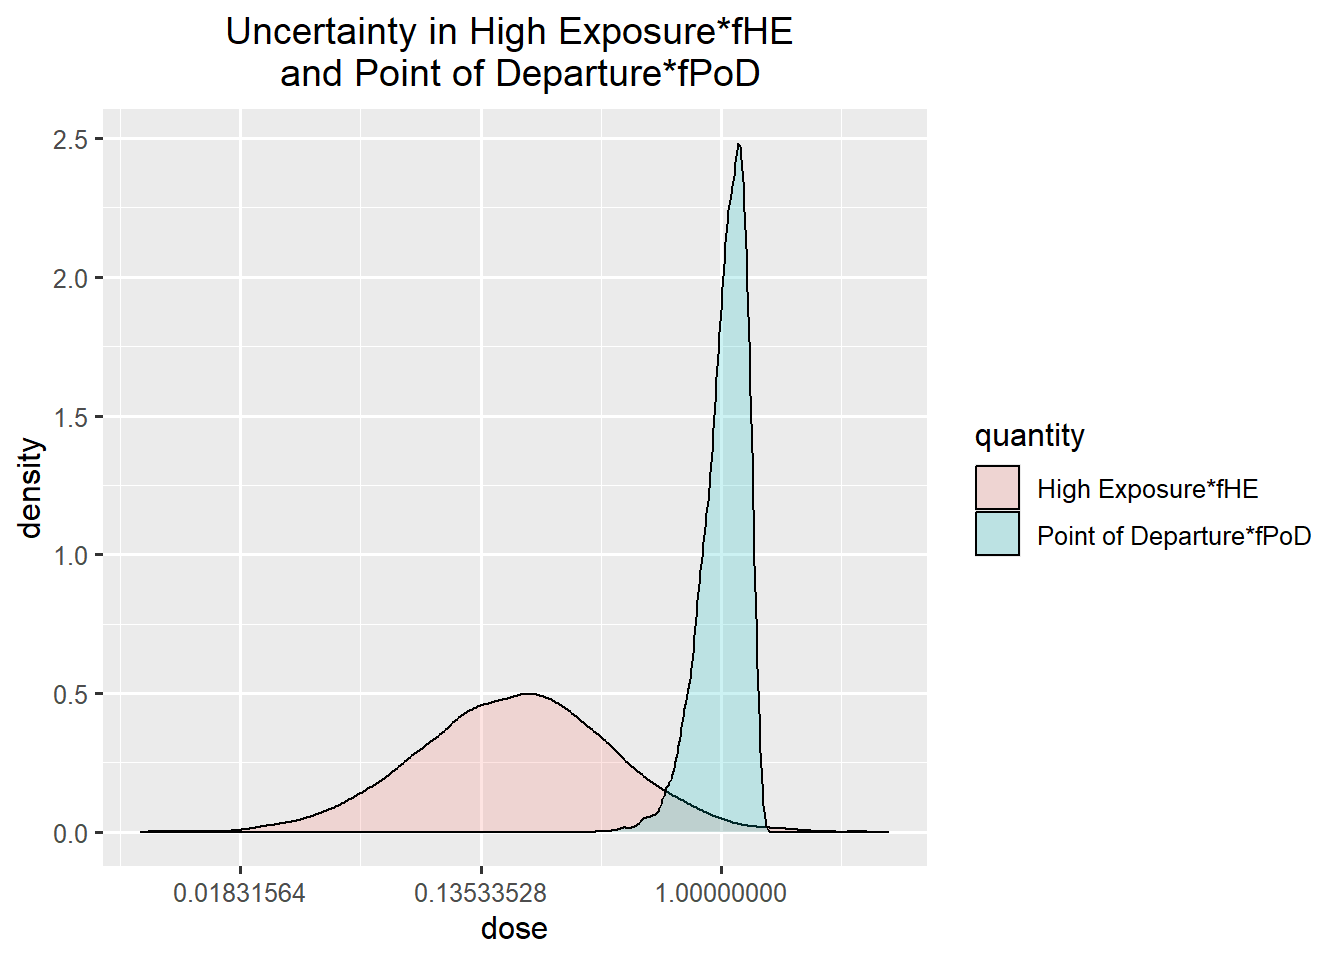 Uncertainty in High Exposure*fHE
and Point of Departure*fPoD
2.5
2.0
1.5
1.0
0.5
0.0
density
0.01831564
0.13533528
1.00000000
dose
quantity
High Exposure*fHE
Point of Departure*fPoD